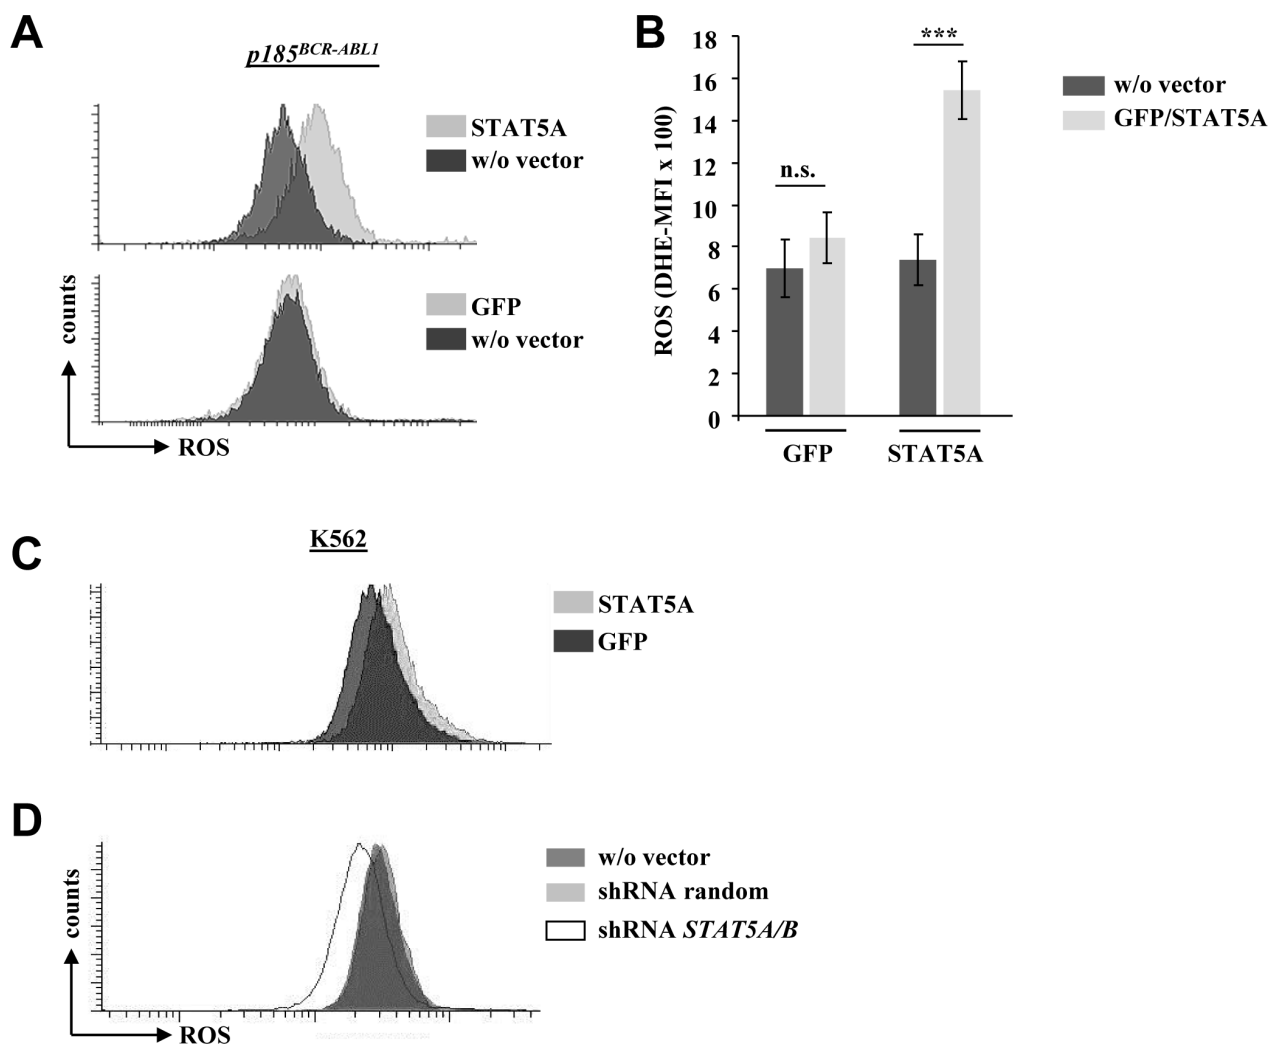 A
p185BCR-ABL1
STAT5A
w/o vector
GFP
w/o vector
counts
ROS
B
ROS (DHE-MFI x 100)
18
16
14
12
10
8
6
4
2
0
n.s.
***
GFP
STAT5A
w/o vector
GFP/STAT5A
C
K562
STAT5A
GFP
D
w/o vector
shRNA random
shRNA STAT5A/B
counts
ROS